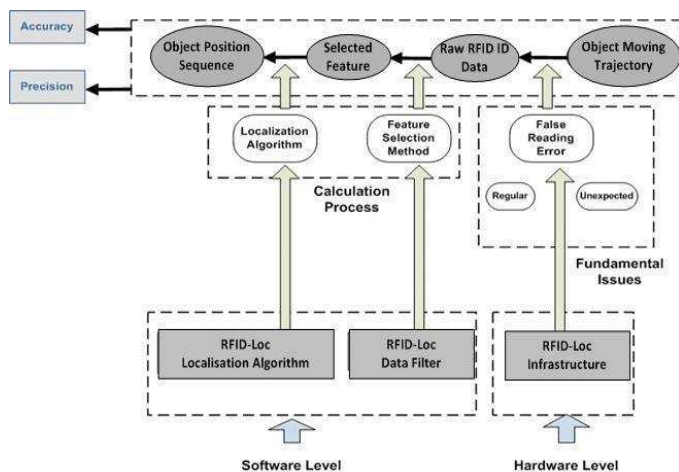 Accuracy
Precision
Object Position
Sequence
Selected
Feature
Raw RFID ID
Data
Object Moving
Trajectory
Localization
Algorithm
Feature
Selection
Method
False
Reading
Error
Regular
Unexpected
Calculation
Process
Fundamental
Issues
RFID-Loc
Localisation Algorithm
RFID-Loc
Data Filter
RFID-Loc
Infrastructure
Software Level
Hardware Level